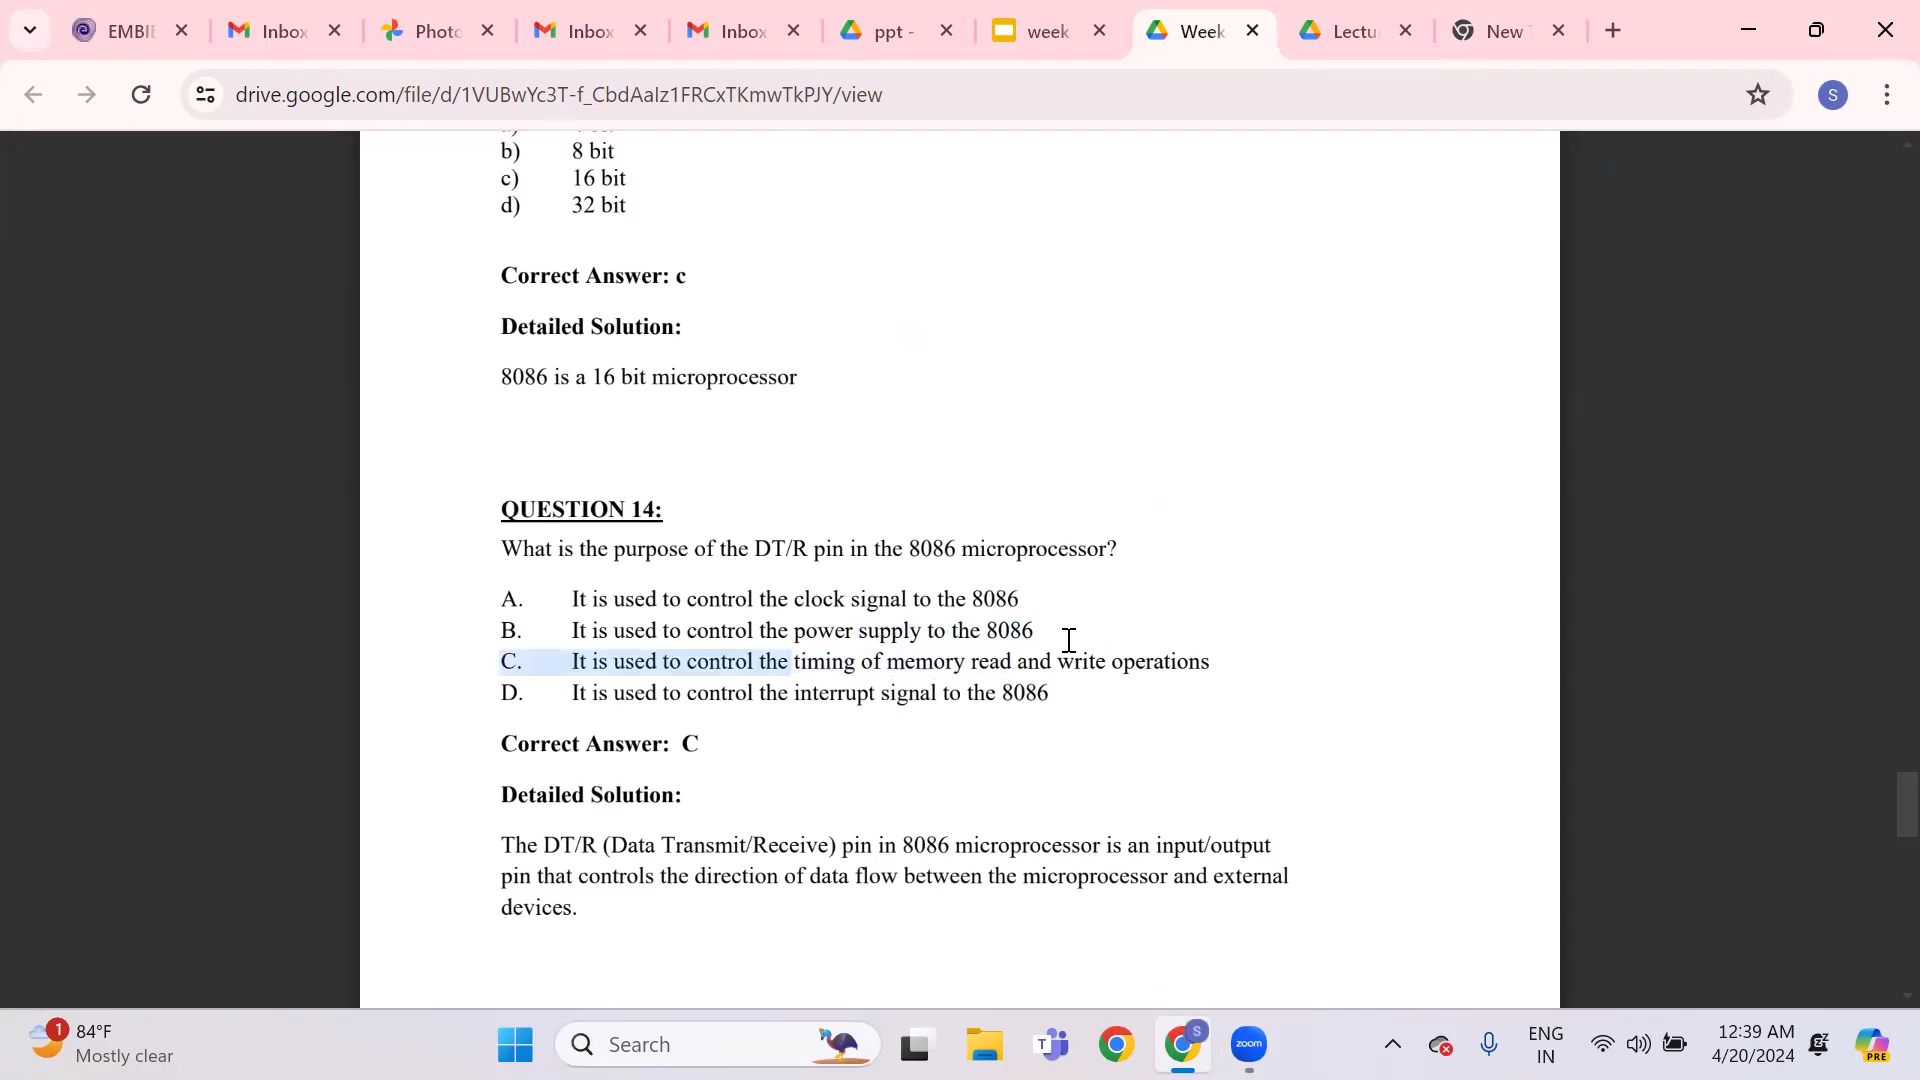 EMBIE
Inbox
Photo
Inbox
Inbox
ppt -
week
Week
Lectu
New
drive.google.com/file/d/1VUBwYc3T-f_CbdAaIz1FRCxTKmwTkPJY/view
S
b) 8 bit
c) 16 bit
d) 32 bit
Correct Answer: c
Detailed Solution:
8086 is a 16 bit microprocessor
QUESTION 14:
What is the purpose of the DT/R pin in the 8086 microprocessor?
A. It is used to control the clock signal to the 8086
B. It is used to control the power supply to the 8086
C. It is used to control the timing of memory read and write operations
D. It is used to control the interrupt signal to the 8086
Correct Answer: C
Detailed Solution:
The DT/R (Data Transmit/Receive) pin in 8086 microprocessor is an input/output
pin that controls the direction of data flow between the microprocessor and external
devices.
1
84°F
Mostly clear
Search
T
S
zoom
ENG
IN
12:39 AM
4/20/2024
PRE